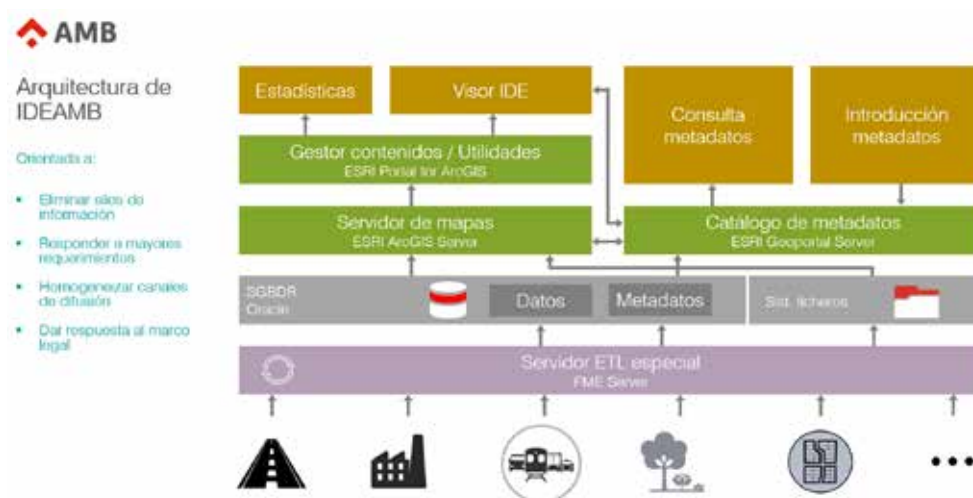 AMB
Arquitectura de
IDEAMB
Orientada a:
Eliminar silos de
información
Responder a mayores
requerimientos
Homogeneizar canales
de difusión
Dar respuesta al marco
legal
Estadísticas
Visor IDE
Consulta
metadatos
Introducción
metadatos
Gestor contenidos / Utilidades
ESRI Portal for ArcGIS
Servidor de mapas
ESRI ArcGIS Server
Catálogo de metadatos
ESRI Geoportal Server
SGBDR
Oracle
Datos
Metadatos
Sist. ficheros
Servidor ETL especial
FME Server